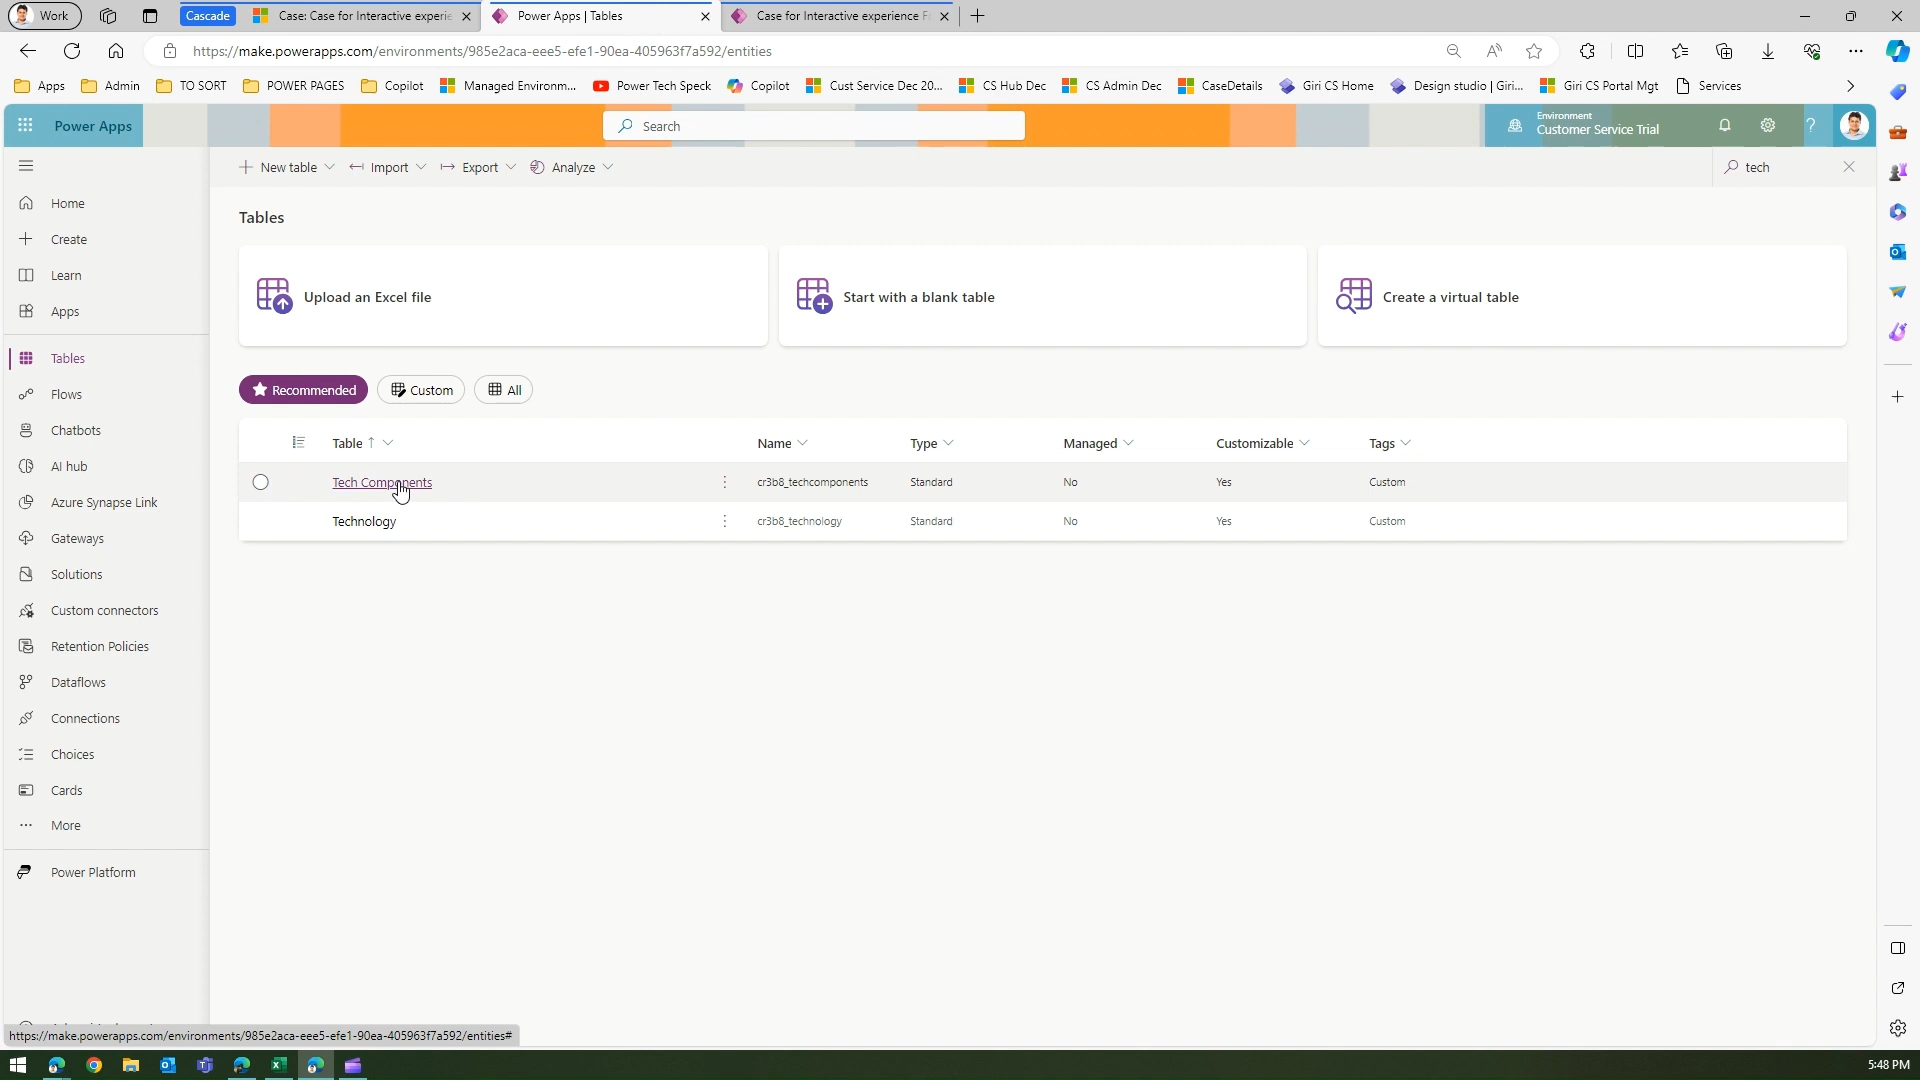 Work
Cascade
Case: Case for Interactive experie
Power Apps | Tables
Case for Interactive experience F
https://make.powerapps.com/environments/985e2aca-eee5-efe1-90ea-405963f7a592/entities
Apps
Admin
TO SORT
POWER PAGES
Copilot
Managed Environm...
Power Tech Speck
Copilot
Cust Service Dec 20...
CS Hub Dec
CS Admin Dec
CaseDetails
Giri CS Home
Design studio | Giri...
Giri CS Portal Mgt
Services
Power Apps
Search
Environment
Customer Service Trial
New table
Import
Export
Analyze
tech
Home
Create
Learn
Apps
Tables
Flows
Chatbots
AI hub
Azure Synapse Link
Gateways
Solutions
Custom connectors
Retention Policies
Dataflows
Connections
Choices
Cards
More
Power Platform
Tables
Upload an Excel file
Start with a blank table
Create a virtual table
Recommended
Custom
All
Table Name Type Managed Customizable Tags
Tech Components cr3b8_techcomponents Standard No Yes Custom
Technology cr3b8_technology Standard No Yes Custom
https://make.powerapps.com/environments/985e2aca-eee5-efe1-90ea-405963f7a592/entities#
5:48 PM